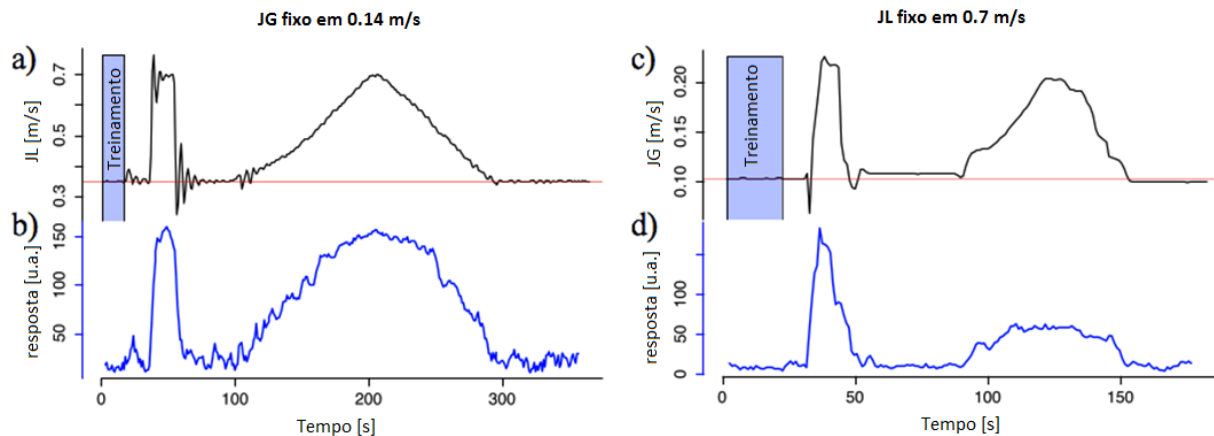 JG fixo em 0.14 m/s
JL fixo em 0.7 m/s
a)
JL [m/s]
0.3 0.5 0.7
Treinamento
b)
resposta [u.a.]
50 100 150
0 100 200 300
Tempo [s]
c)
JG [m/s]
0.10 0.15 0.20
Treinamento
d)
resposta [u.a.]
0 50 100
0 50 100 150
Tempo [s]